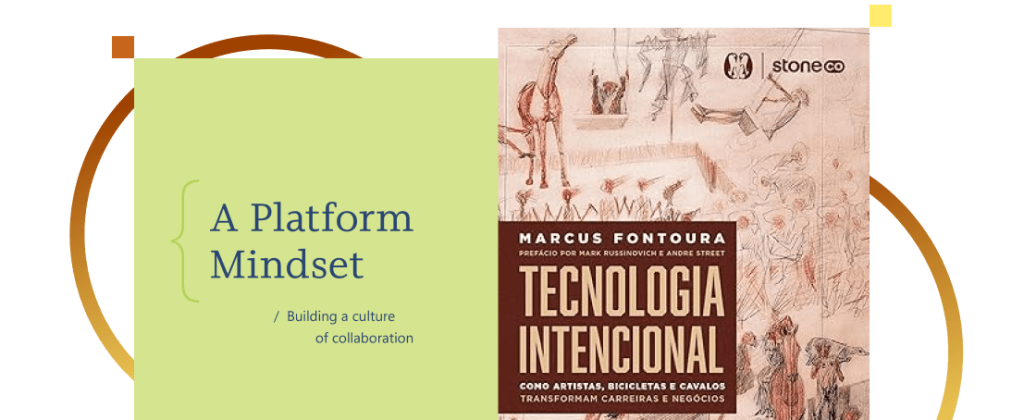 A Platform
Mindset
/ Building a culture
of collaboration
stoneco
MARCUS FONTOURA
PREFÁCIO POR MARK RUSSINOVICH E ANDRE STREET
TECNOLOGIA
INTENCIONAL
COMO ARTISTAS, BICICLETAS E CAVALOS
TRANSFORMAM CARREIRAS E NEGÓCIOS